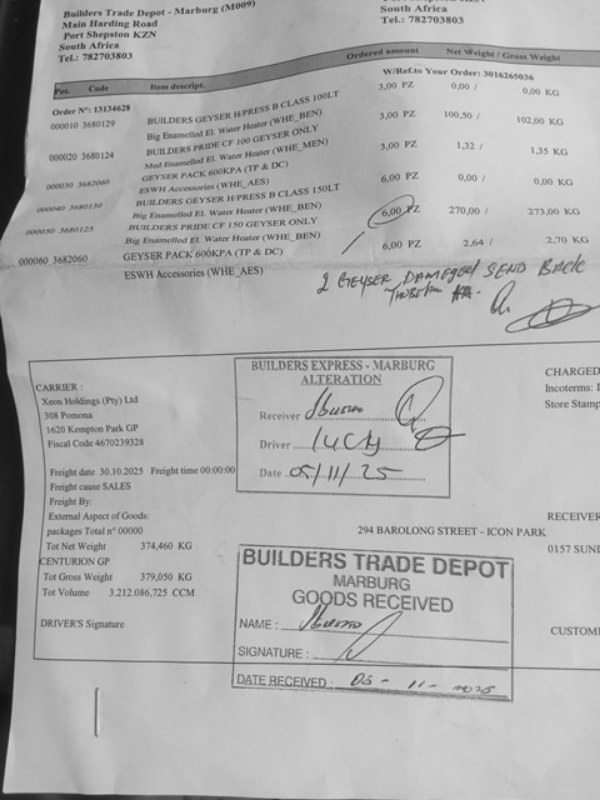 Builders Trade Depot - Marburg (M009)
Main Harding Road
Port Shepston KZN
South Africa
Tel.: 782703803
South Africa
Tel.: 782703803
Pos. Code Item descript. Ordered amount Net Weight / Gross Weight
W/Ref.to Your Order: 3016265036
Order N°: 13134628
000010 3680129 BUILDERS GEYSER H/PRESS B CLASS 100LT 3,00 PZ 0,00 / 0,00 KG
Big Enamelled El. Water Heater (WHE_BEN)
000020 3680124 BUILDERS PRIDE CF 100 GEYSER ONLY 3,00 PZ 100,50 / 102,00 KG
Med Enamelled El. Water Heater (WHE_MEN)
000030 3682060 GEYSER PACK 600KPA (TP & DC) 3,00 PZ 1,32 / 1,35 KG
ESWH Accessories (WHE_AES)
000040 3680130 BUILDERS GEYSER H/PRESS B CLASS 150LT 6,00 PZ 0,00 / 0,00 KG
Big Enamelled El. Water Heater (WHE_BEN)
000050 3680125 BUILDERS PRIDE CF 150 GEYSER ONLY 6,00 PZ 270,00 / 273,00 KG
Big Enamelled El. Water Heater (WHE_BEN)
000060 3682060 GEYSER PACK 600KPA (TP & DC) 6,00 PZ 2,64 / 2,70 KG
ESWH Accessories (WHE_AES)
2 GEYSER DAMAGED SEND BACK
CARRIER :
Xeon Holdings (Pty) Ltd
308 Pomona
1620 Kempton Park GP
Fiscal Code 4670239328
BUILDERS EXPRESS - MARBURG
ALTERATION
Receiver
Driver Lucky
Date 05/11/25
CHARGED
Incoterms:
Store Stamp
Freight date 30.10.2025 Freight time 00:00:00
Freight cause SALES
Freight By:
External Aspect of Goods:
packages Total n° 00000
Tot Net Weight 374,460 KG
CENTURION GP
Tot Gross Weight 379,050 KG
Tot Volume 3.212.086,725 CCM
DRIVER'S Signature
RECEIVER
294 BAROLONG STREET - ICON PARK
0157 SUNI
BUILDERS TRADE DEPOT
MARBURG
GOODS RECEIVED
NAME :
SIGNATURE :
DATE RECEIVED : 05 - 11 - 2025
CUSTOM